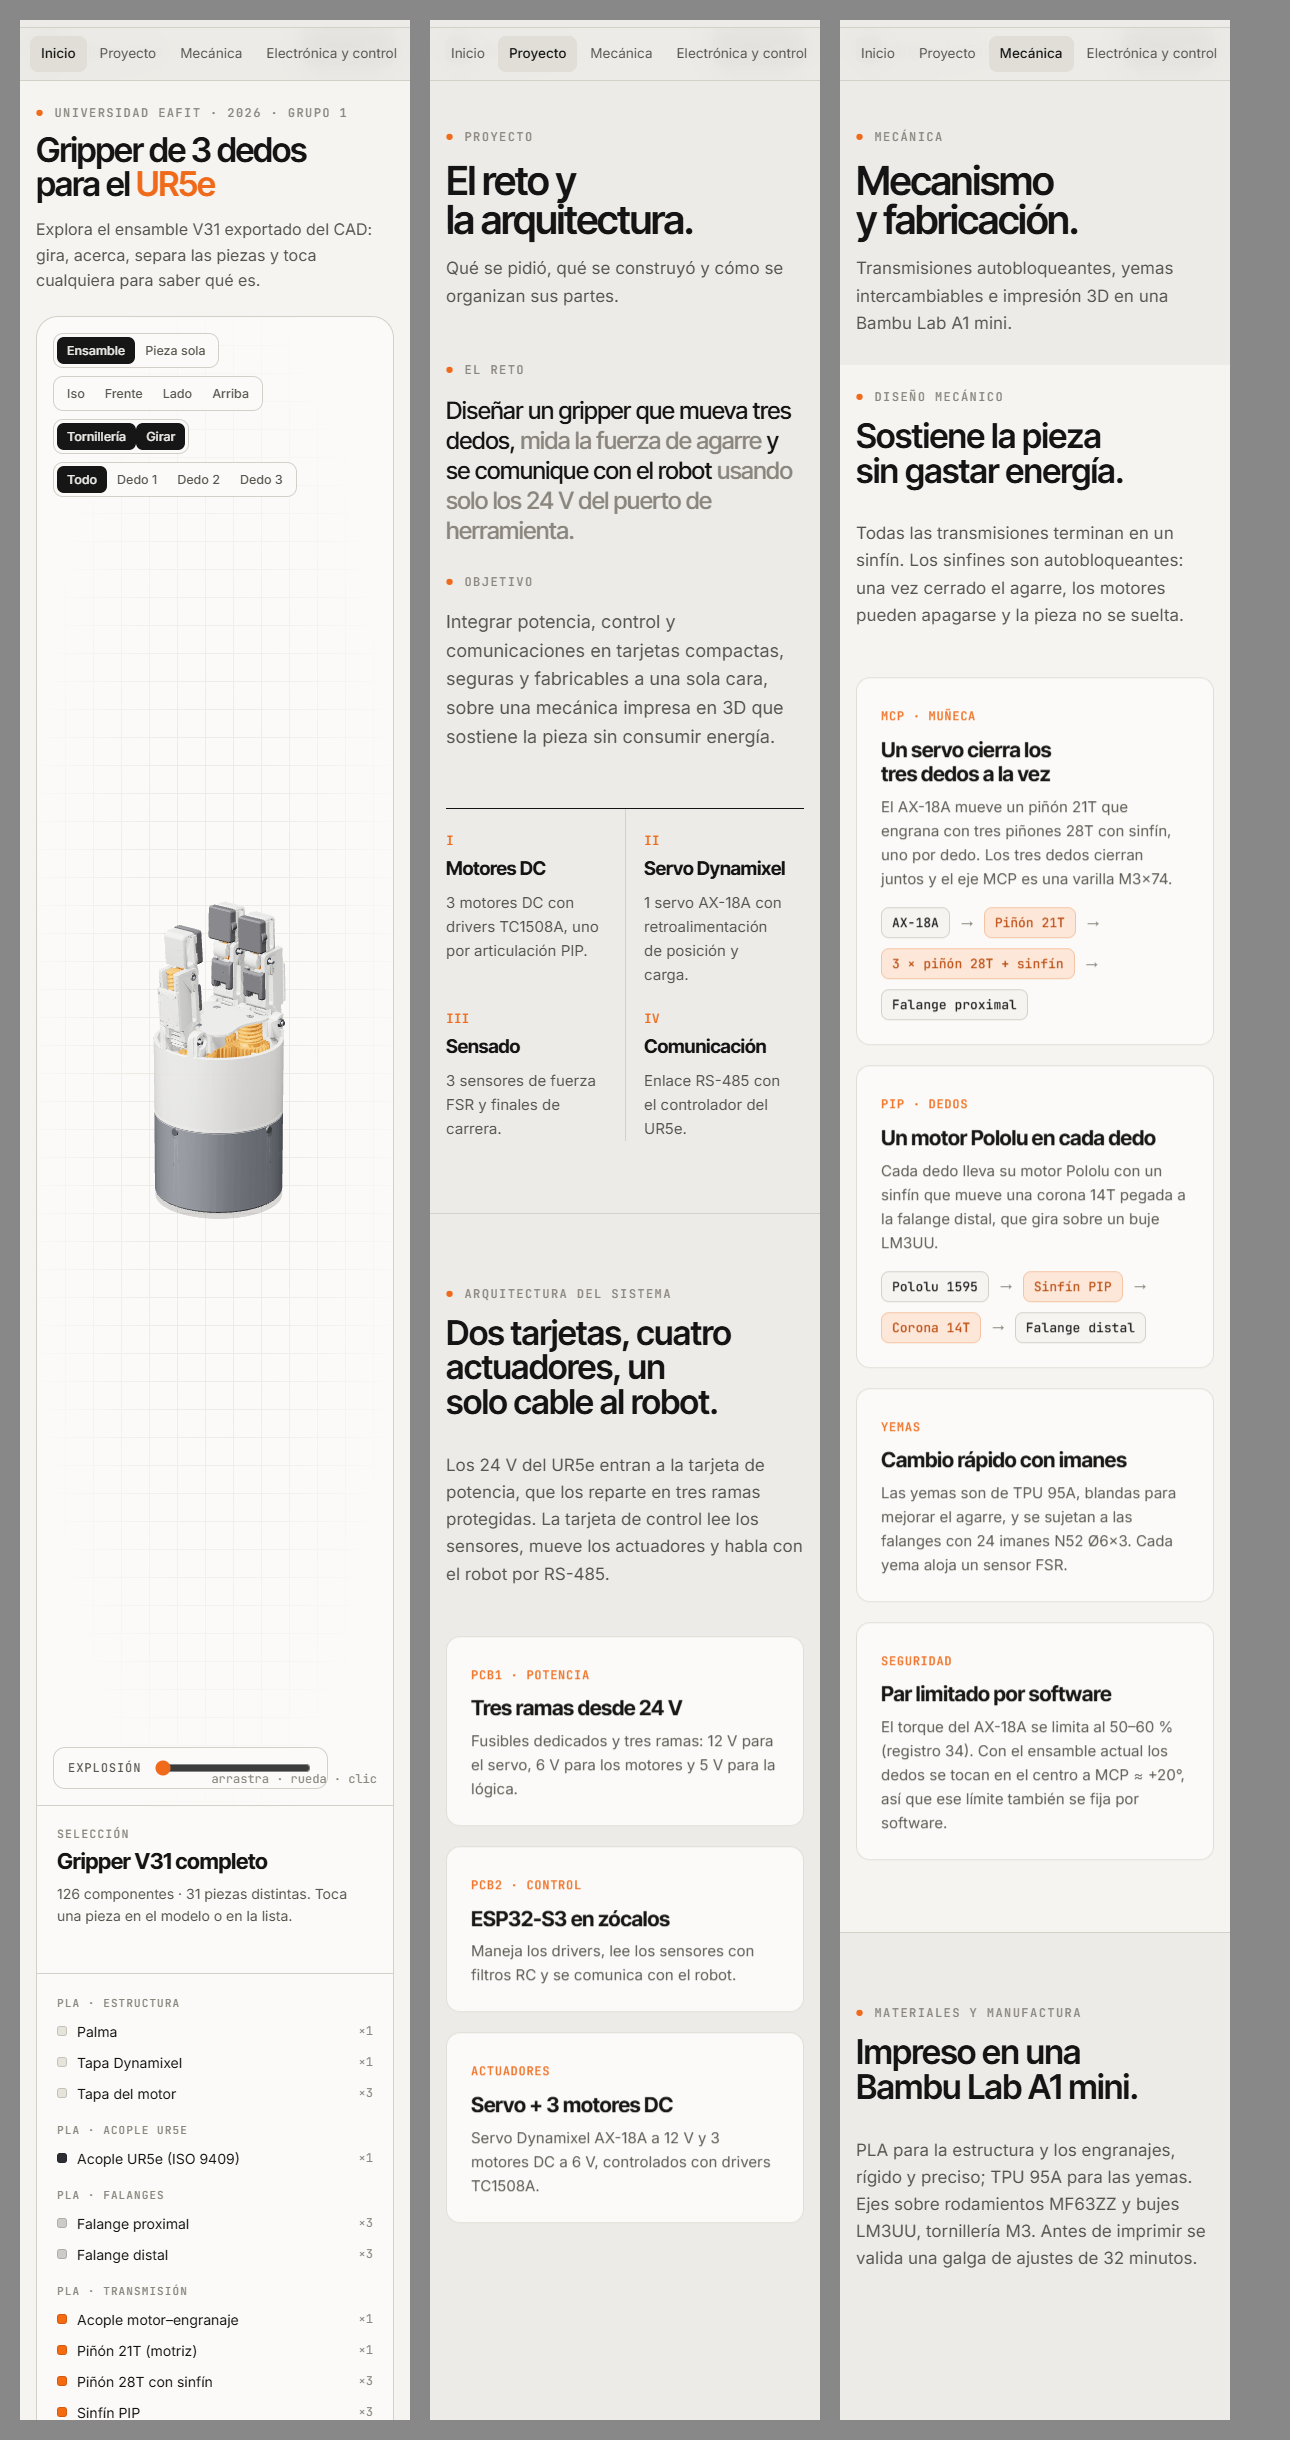 Inicio Proyecto Mecánica Electrónica y control
UNIVERSIDAD EAFIT · 2026 · GRUPO 1
Gripper de 3 dedos
para el UR5e
Explora el ensamble V31 exportado del CAD:
gira, acerca, separa las piezas y toca
cualquiera para saber qué es.
Ensamble Pieza sola
Iso Frente Lado Arriba
Tornillería Girar
Todo Dedo 1 Dedo 2 Dedo 3
EXPLOSIÓN
arrastra · rueda · clic
SELECCIÓN
Gripper V31 completo
126 componentes · 31 piezas distintas. Toca
una pieza en el modelo o en la lista.
PLA · ESTRUCTURA
Palma ×1
Tapa Dynamixel ×1
Tapa del motor ×3
PLA · ACOPLE UR5E
Acople UR5e (ISO 9409) ×1
PLA · FALANGES
Falange proximal ×3
Falange distal ×3
PLA · TRANSMISIÓN
Acople motor–engranaje ×1
Piñón 21T (motriz) ×1
Piñón 28T con sinfín ×3
Sinfín PIP ×3
Inicio Proyecto Mecánica Electrónica y control
PROYECTO
El reto y
la arquitectura.
Qué se pidió, qué se construyó y cómo se
organizan sus partes.
EL RETO
Diseñar un gripper que mueva tres
dedos, mida la fuerza de agarre y
se comunique con el robot usando
solo los 24 V del puerto de
herramienta.
OBJETIVO
Integrar potencia, control y
comunicaciones en tarjetas compactas,
seguras y fabricables a una sola cara,
sobre una mecánica impresa en 3D que
sostiene la pieza sin consumir energía.
I
Motores DC
3 motores DC con
drivers TC1508A, uno
por articulación PIP.
II
Servo Dynamixel
1 servo AX-18A con
retroalimentación
de posición y
carga.
III
Sensado
3 sensores de fuerza
FSR y finales de
carrera.
IV
Comunicación
Enlace RS-485 con
el controlador del
UR5e.
ARQUITECTURA DEL SISTEMA
Dos tarjetas, cuatro
actuadores, un
solo cable al robot.
Los 24 V del UR5e entran a la tarjeta de
potencia, que los reparte en tres ramas
protegidas. La tarjeta de control lee los
sensores, mueve los actuadores y habla con
el robot por RS-485.
PCB1 · POTENCIA
Tres ramas desde 24 V
Fusibles dedicados y tres ramas: 12 V para
el servo, 6 V para los motores y 5 V para la
lógica.
PCB2 · CONTROL
ESP32-S3 en zócalos
Maneja los drivers, lee los sensores con
filtros RC y se comunica con el robot.
ACTUADORES
Servo + 3 motores DC
Servo Dynamixel AX-18A a 12 V y 3
motores DC a 6 V, controlados con drivers
TC1508A.
Inicio Proyecto Mecánica Electrónica y control
MECÁNICA
Mecanismo
y fabricación.
Transmisiones autobloqueantes, yemas
intercambiables e impresión 3D en una
Bambu Lab A1 mini.
DISEÑO MECÁNICO
Sostiene la pieza
sin gastar energía.
Todas las transmisiones terminan en un
sinfín. Los sinfines son autobloqueantes:
una vez cerrado el agarre, los motores
pueden apagarse y la pieza no se suelta.
MCP · MUÑECA
Un servo cierra los
tres dedos a la vez
El AX-18A mueve un piñón 21T que
engrana con tres piñones 28T con sinfín,
uno por dedo. Los tres dedos cierran
juntos y el eje MCP es una varilla M3×74.
AX-18A → Piñón 21T →
3 × piñón 28T + sinfín →
Falange proximal
PIP · DEDOS
Un motor Pololu en cada dedo
Cada dedo lleva su motor Pololu con un
sinfín que mueve una corona 14T pegada a
la falange distal, que gira sobre un buje
LM3UU.
Pololu 1595 → Sinfín PIP →
Corona 14T → Falange distal
YEMAS
Cambio rápido con imanes
Las yemas son de TPU 95A, blandas para
mejorar el agarre, y se sujetan a las
falanges con 24 imanes N52 Ø6×3. Cada
yema aloja un sensor FSR.
SEGURIDAD
Par limitado por software
El torque del AX-18A se limita al 50–60 %
(registro 34). Con el ensamble actual los
dedos se tocan en el centro a MCP ≈ +20°,
así que ese límite también se fija por
software.
MATERIALES Y MANUFACTURA
Impreso en una
Bambu Lab A1 mini.
PLA para la estructura y los engranajes,
rígido y preciso; TPU 95A para las yemas.
Ejes sobre rodamientos MF63ZZ y bujes
LM3UU, tornillería M3. Antes de imprimir se
valida una galga de ajustes de 32 minutos.